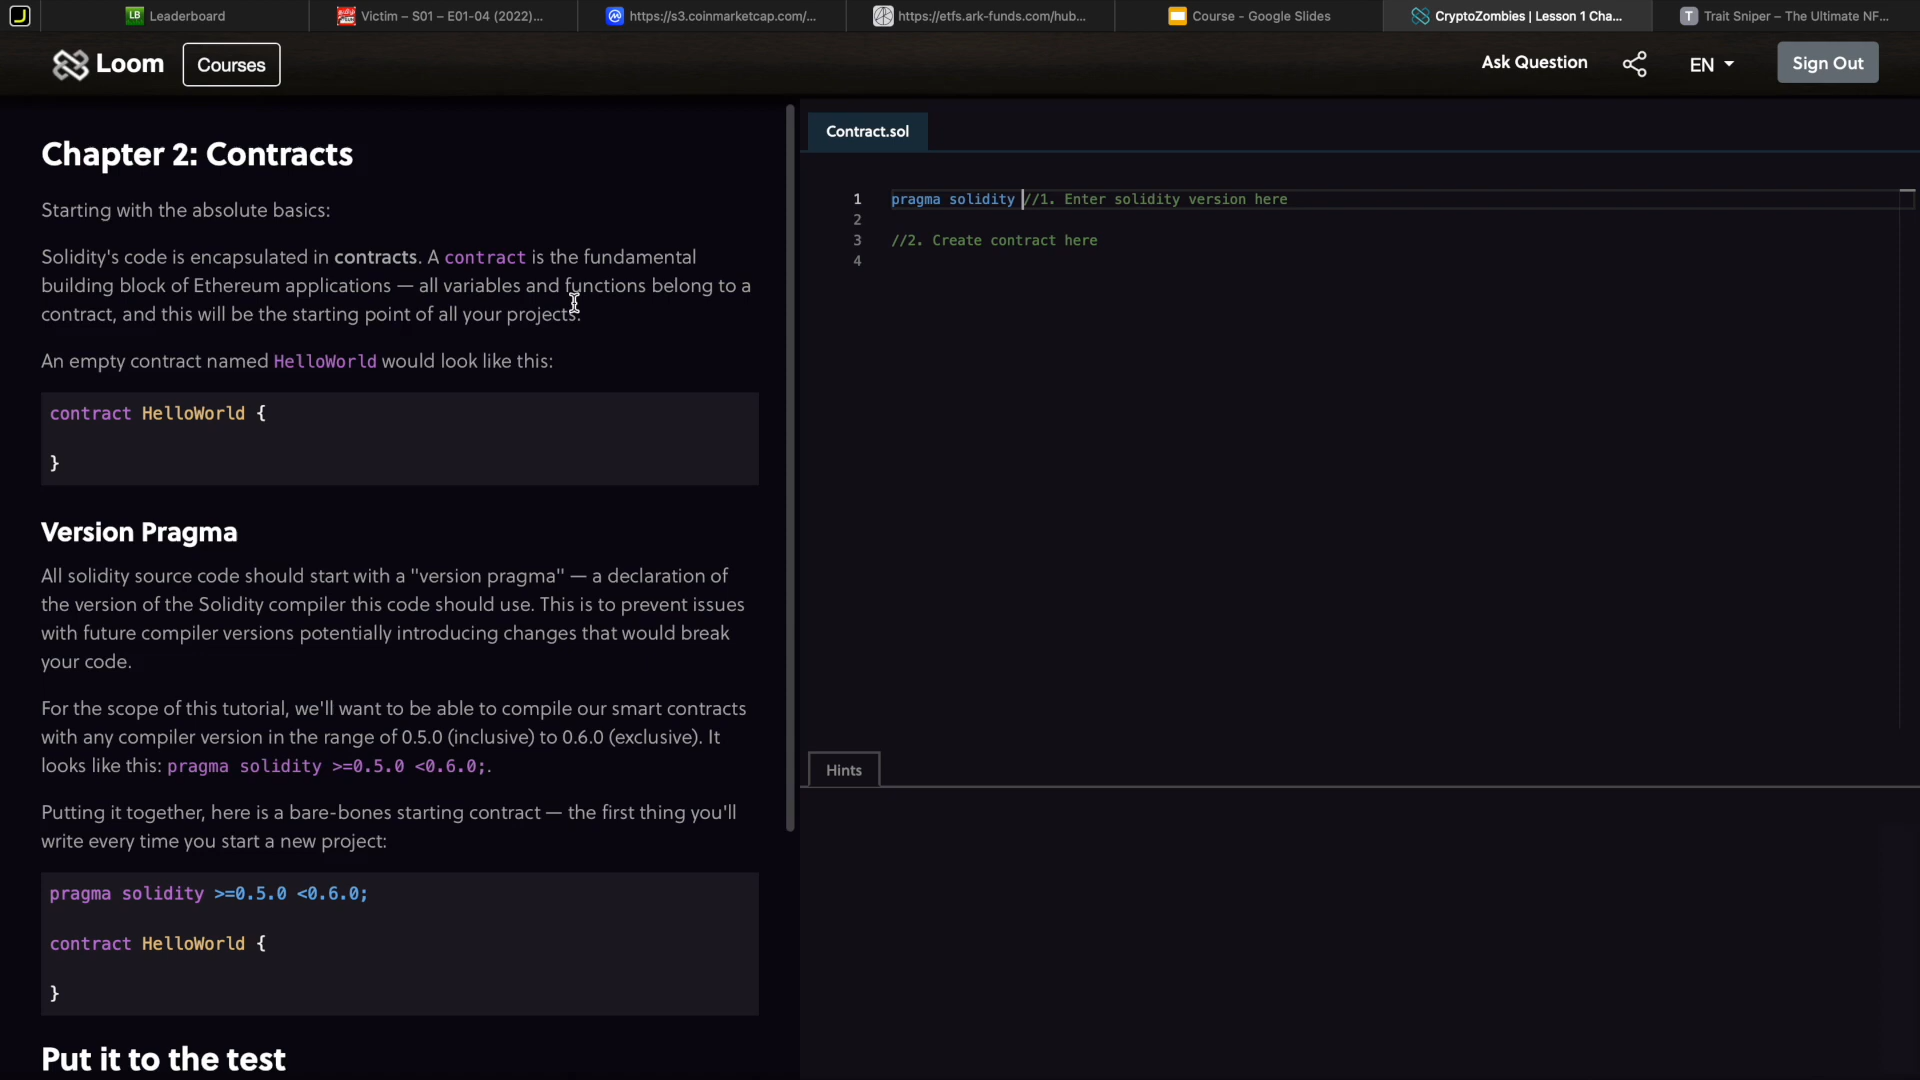 Leaderboard
Victim – S01 – E01-04 (2022)...
https://s3.coinmarketcap.com/...
https://etfs.ark-funds.com/hub...
Course - Google Slides
CryptoZombies | Lesson 1 Cha...
Trait Sniper – The Ultimate NF...
LB
T
Loom
Courses
Ask Question
EN
Sign Out
Chapter 2: Contracts
Starting with the absolute basics:
Solidity's code is encapsulated in contracts. A contract is the fundamental
building block of Ethereum applications — all variables and functions belong to a
contract, and this will be the starting point of all your projects.
An empty contract named HelloWorld would look like this:
contract HelloWorld {
}
Version Pragma
All solidity source code should start with a "version pragma" — a declaration of
the version of the Solidity compiler this code should use. This is to prevent issues
with future compiler versions potentially introducing changes that would break
your code.
For the scope of this tutorial, we'll want to be able to compile our smart contracts
with any compiler version in the range of 0.5.0 (inclusive) to 0.6.0 (exclusive). It
looks like this: pragma solidity >=0.5.0 <0.6.0;.
Putting it together, here is a bare-bones starting contract — the first thing you'll
write every time you start a new project:
pragma solidity >=0.5.0 <0.6.0;
contract HelloWorld {
}
Put it to the test
Contract.sol
1 pragma solidity //1. Enter solidity version here
2
3 //2. Create contract here
4
Hints